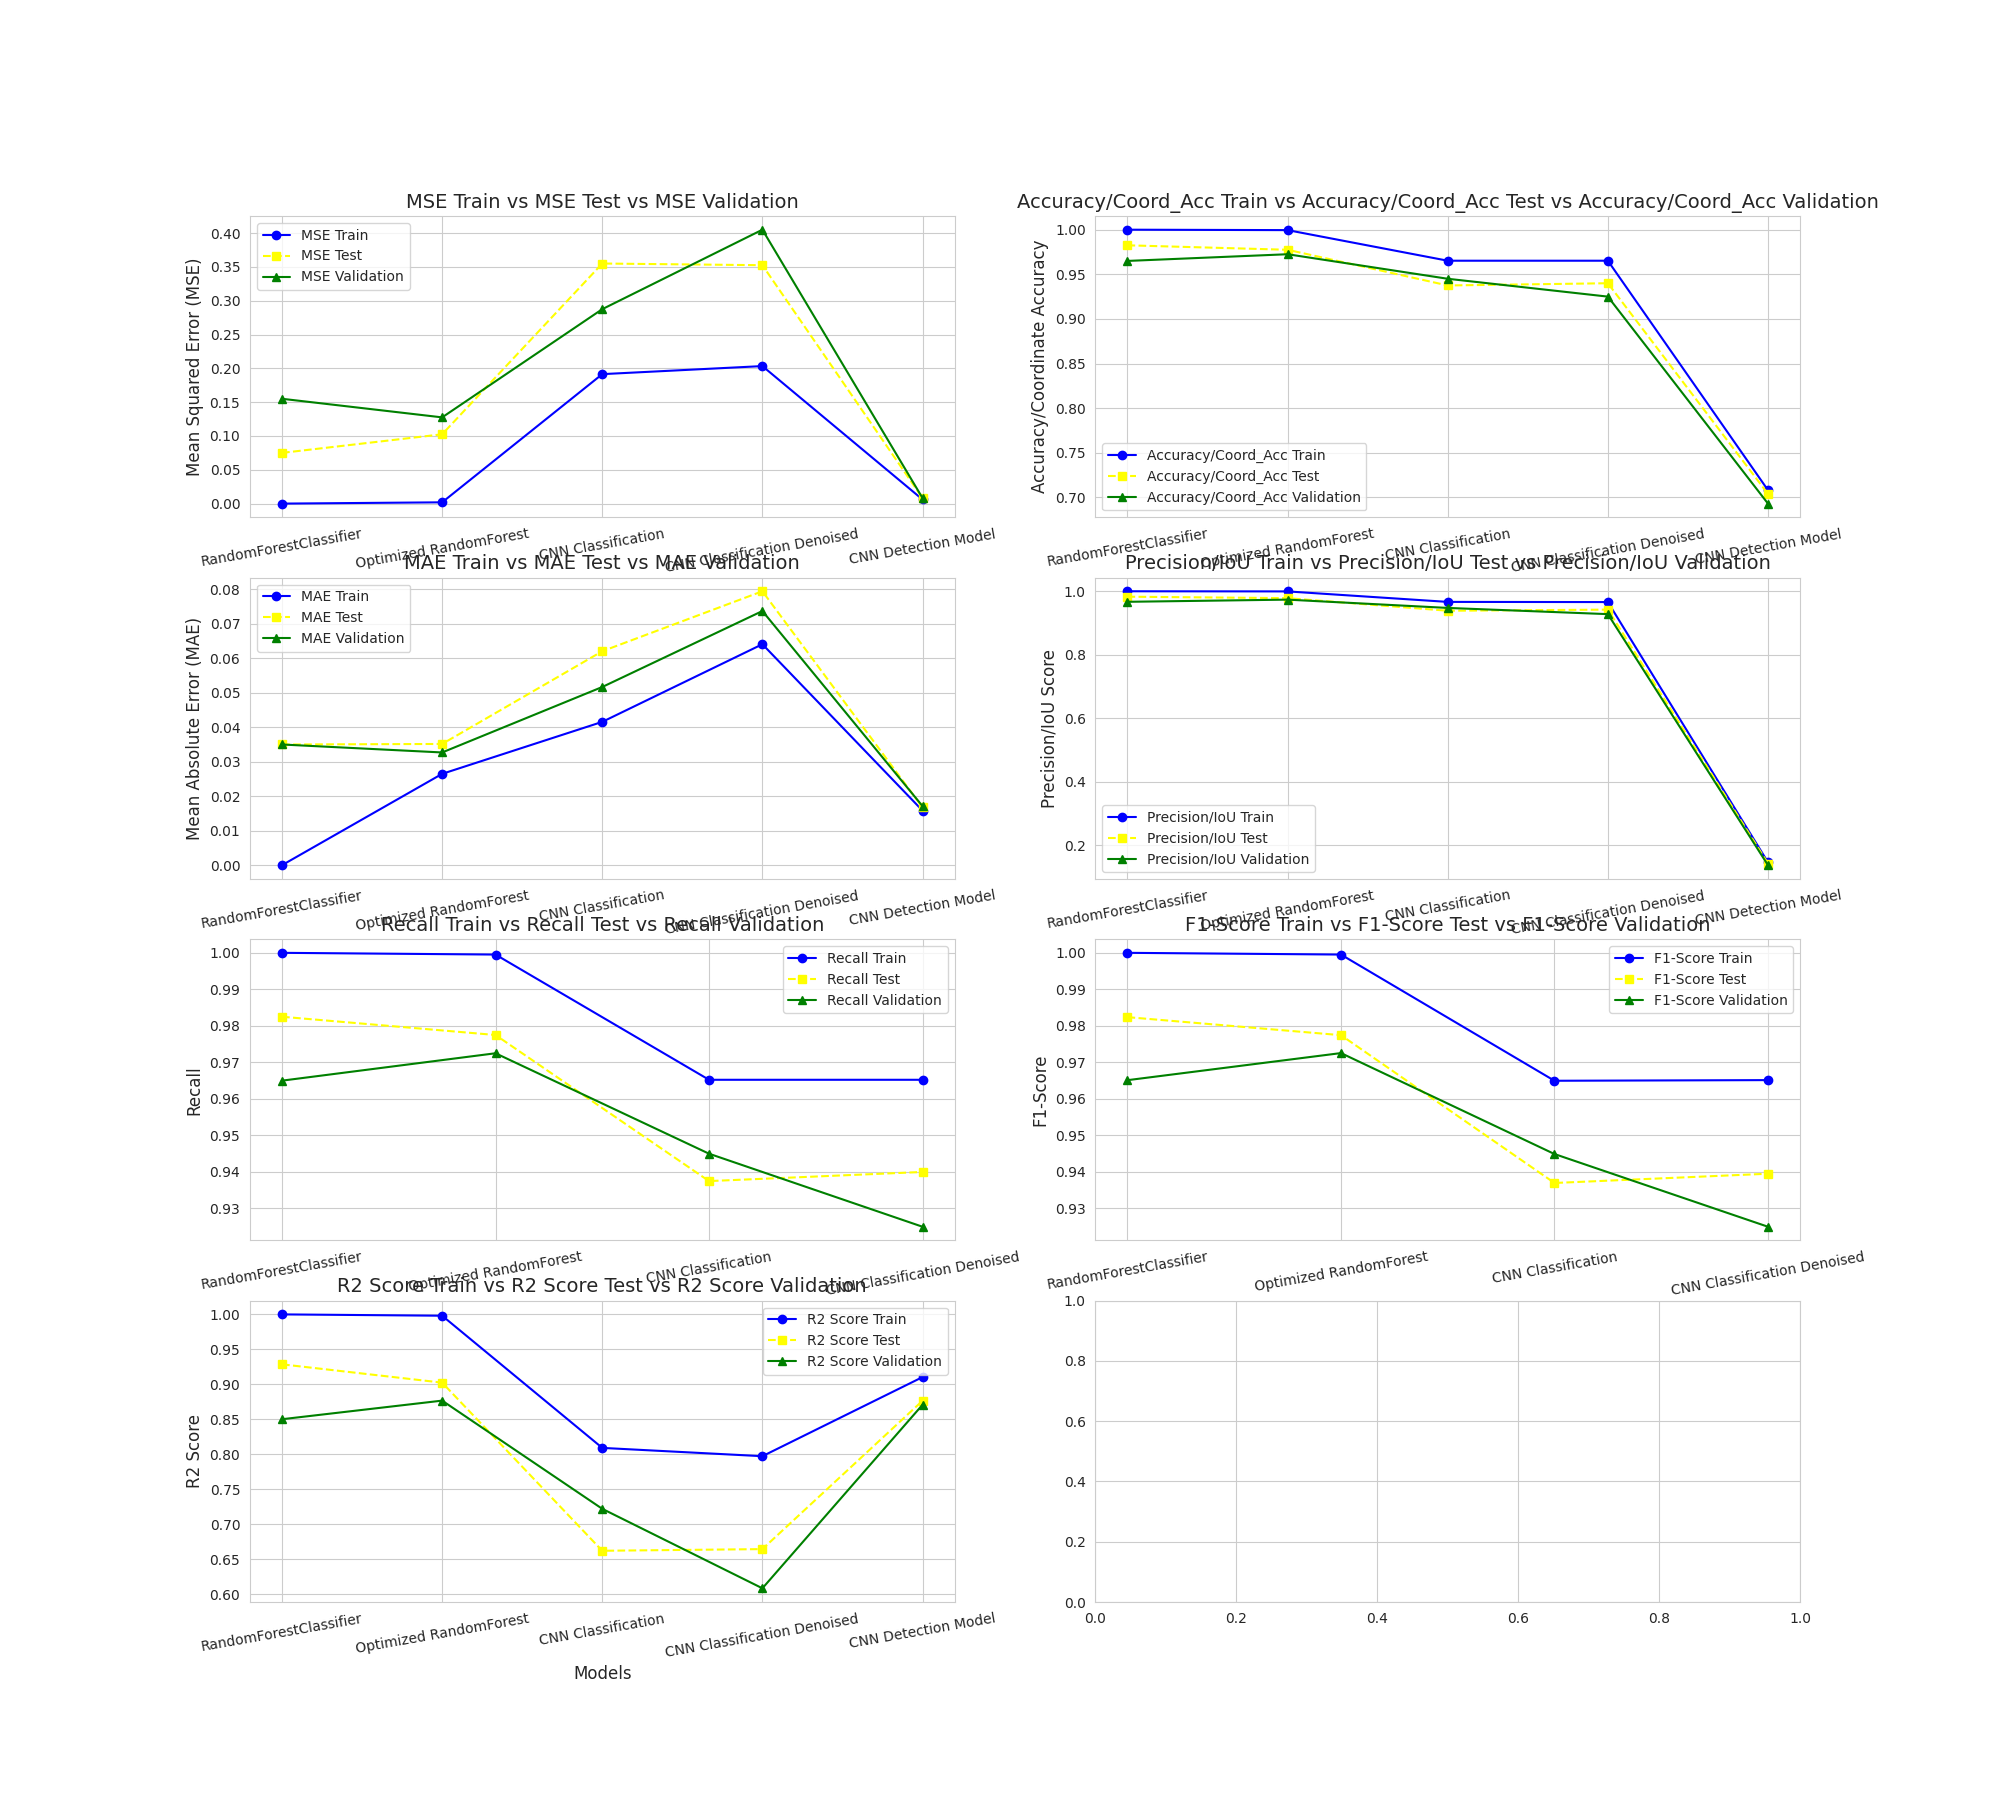 MSE Train vs MSE Test vs MSE Validation
Mean Squared Error (MSE)
0.40
0.35
0.30
0.25
0.20
0.15
0.10
0.05
0.00
MSE Train
MSE Test
MSE Validation
RandomForestClassifier
Optimized RandomForest
CNN Classification
CNN Classification Denoised
CNN Detection Model
Accuracy/Coord_Acc Train vs Accuracy/Coord_Acc Test vs Accuracy/Coord_Acc Validation
Accuracy/Coordinate Accuracy
1.00
0.95
0.90
0.85
0.80
0.75
0.70
Accuracy/Coord_Acc Train
Accuracy/Coord_Acc Test
Accuracy/Coord_Acc Validation
RandomForestClassifier
Optimized RandomForest
CNN Classification
CNN Classification Denoised
CNN Detection Model
MAE Train vs MAE Test vs MAE Validation
Mean Absolute Error (MAE)
0.08
0.07
0.06
0.05
0.04
0.03
0.02
0.01
0.00
MAE Train
MAE Test
MAE Validation
RandomForestClassifier
Optimized RandomForest
CNN Classification
CNN Classification Denoised
CNN Detection Model
Precision/IoU Train vs Precision/IoU Test vs Precision/IoU Validation
Precision/IoU Score
1.0
0.8
0.6
0.4
0.2
Precision/IoU Train
Precision/IoU Test
Precision/IoU Validation
RandomForestClassifier
Optimized RandomForest
CNN Classification
CNN Classification Denoised
CNN Detection Model
Recall Train vs Recall Test vs Recall Validation
Recall
1.00
0.99
0.98
0.97
0.96
0.95
0.94
0.93
Recall Train
Recall Test
Recall Validation
RandomForestClassifier
Optimized RandomForest
CNN Classification
CNN Classification Denoised
F1-Score Train vs F1-Score Test vs F1-Score Validation
F1-Score
1.00
0.99
0.98
0.97
0.96
0.95
0.94
0.93
F1-Score Train
F1-Score Test
F1-Score Validation
RandomForestClassifier
Optimized RandomForest
CNN Classification
CNN Classification Denoised
R2 Score Train vs R2 Score Test vs R2 Score Validation
R2 Score
1.00
0.95
0.90
0.85
0.80
0.75
0.70
0.65
0.60
R2 Score Train
R2 Score Test
R2 Score Validation
RandomForestClassifier
Optimized RandomForest
CNN Classification
CNN Classification Denoised
CNN Detection Model
Models
1.0
0.8
0.6
0.4
0.2
0.0
0.0 0.2 0.4 0.6 0.8 1.0